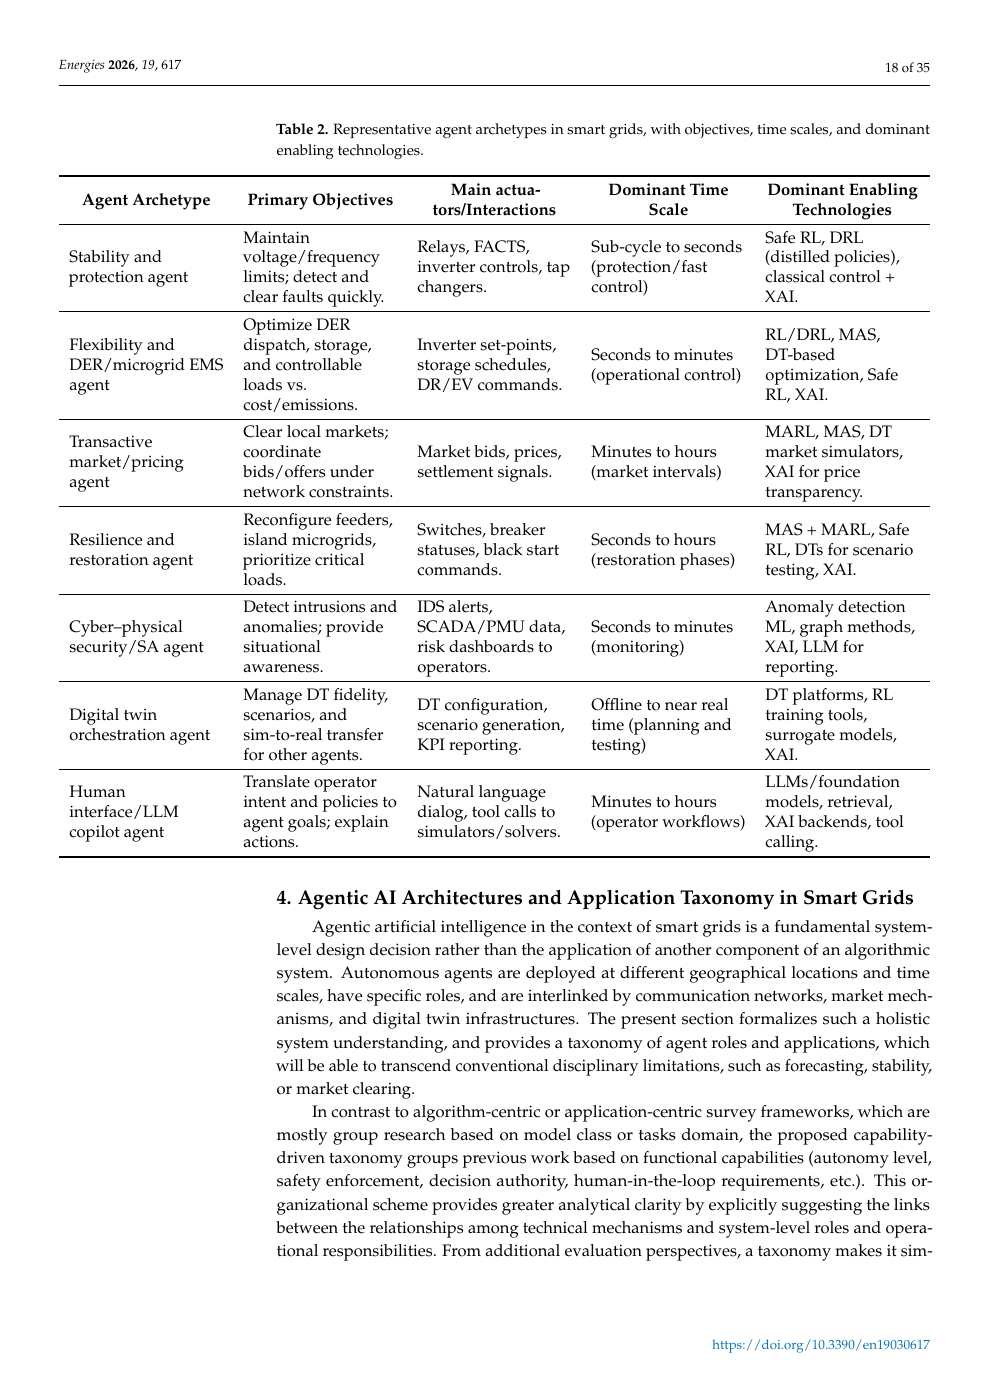 Energies 2026, 19, 617
18 of 35
Table 2. Representative agent archetypes in smart grids, with objectives, time scales, and dominant
enabling technologies.
Agent Archetype
Primary Objectives
Main actua-
tors/Interactions
Dominant Time
Scale
Dominant Enabling
Technologies
Stability and
protection agent
Maintain
voltage/frequency
limits; detect and
clear faults quickly.
Relays, FACTS,
inverter controls, tap
changers.
Sub-cycle to seconds
(protection/fast
control)
Safe RL, DRL
(distilled policies),
classical control +
XAI.
Flexibility and
DER/microgrid EMS
agent
Optimize DER
dispatch, storage,
and controllable
loads vs.
cost/emissions.
Inverter set-points,
storage schedules,
DR/EV commands.
Seconds to minutes
(operational control)
RL/DRL, MAS,
DT-based
optimization, Safe
RL, XAI.
Transactive
market/pricing
agent
Clear local markets;
coordinate
bids/offers under
network constraints.
Market bids, prices,
settlement signals.
Minutes to hours
(market intervals)
MARL, MAS, DT
market simulators,
XAI for price
transparency.
Resilience and
restoration agent
Reconfigure feeders,
island microgrids,
prioritize critical
loads.
Switches, breaker
statuses, black start
commands.
Seconds to hours
(restoration phases)
MAS + MARL, Safe
RL, DTs for scenario
testing, XAI.
Cyber–physical
security/SA agent
Detect intrusions and
anomalies; provide
situational
awareness.
IDS alerts,
SCADA/PMU data,
risk dashboards to
operators.
Seconds to minutes
(monitoring)
Anomaly detection
ML, graph methods,
XAI, LLM for
reporting.
Digital twin
orchestration agent
Manage DT fidelity,
scenarios, and
sim-to-real transfer
for other agents.
DT configuration,
scenario generation,
KPI reporting.
Offline to near real
time (planning and
testing)
DT platforms, RL
training tools,
surrogate models,
XAI.
Human
interface/LLM
copilot agent
Translate operator
intent and policies to
agent goals; explain
actions.
Natural language
dialog, tool calls to
simulators/solvers.
Minutes to hours
(operator workflows)
LLMs/foundation
models, retrieval,
XAI backends, tool
calling.
4. Agentic AI Architectures and Application Taxonomy in Smart Grids
Agentic artificial intelligence in the context of smart grids is a fundamental system-
level design decision rather than the application of another component of an algorithmic
system. Autonomous agents are deployed at different geographical locations and time
scales, have specific roles, and are interlinked by communication networks, market mech-
anisms, and digital twin infrastructures. The present section formalizes such a holistic
system understanding, and provides a taxonomy of agent roles and applications, which
will be able to transcend conventional disciplinary limitations, such as forecasting, stability,
or market clearing.
In contrast to algorithm-centric or application-centric survey frameworks, which are
mostly group research based on model class or tasks domain, the proposed capability-
driven taxonomy groups previous work based on functional capabilities (autonomy level,
safety enforcement, decision authority, human-in-the-loop requirements, etc.). This or-
ganizational scheme provides greater analytical clarity by explicitly suggesting the links
between the relationships among technical mechanisms and system-level roles and opera-
tional responsibilities. From additional evaluation perspectives, a taxonomy makes it sim-
https://doi.org/10.3390/en19030617